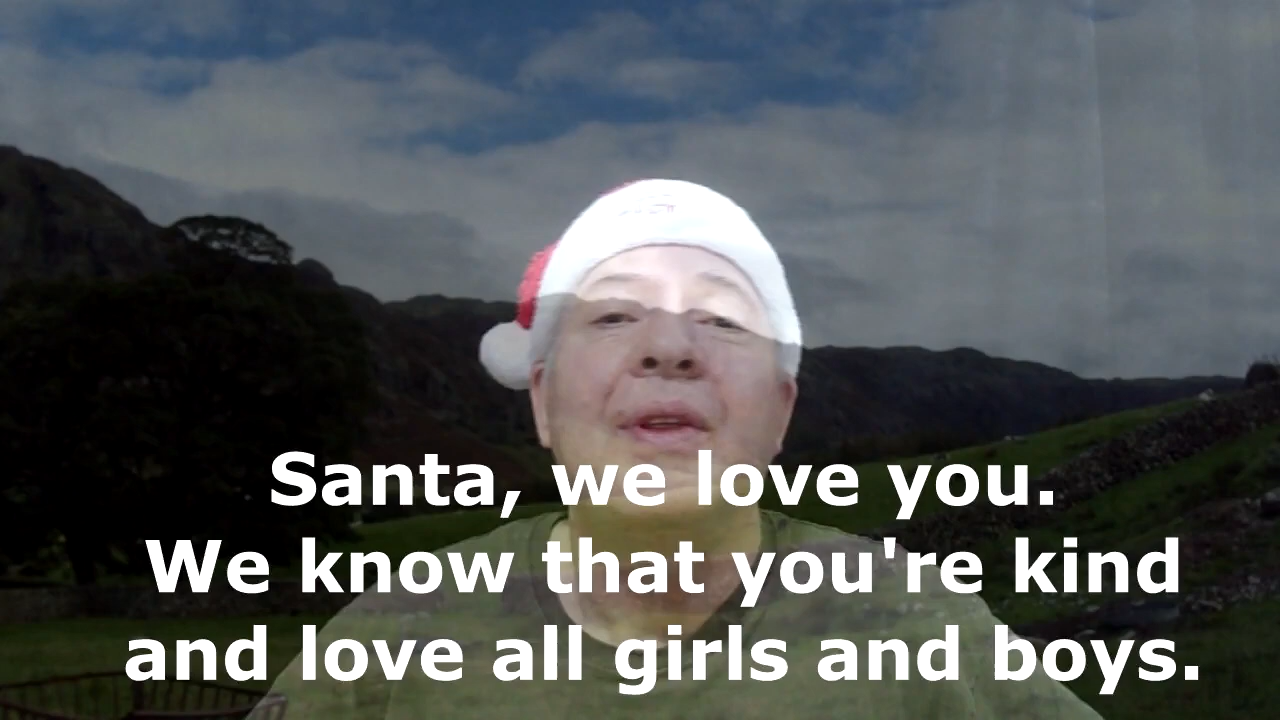 Santa, we love you.
We know that you're kind
and love all girls and boys.